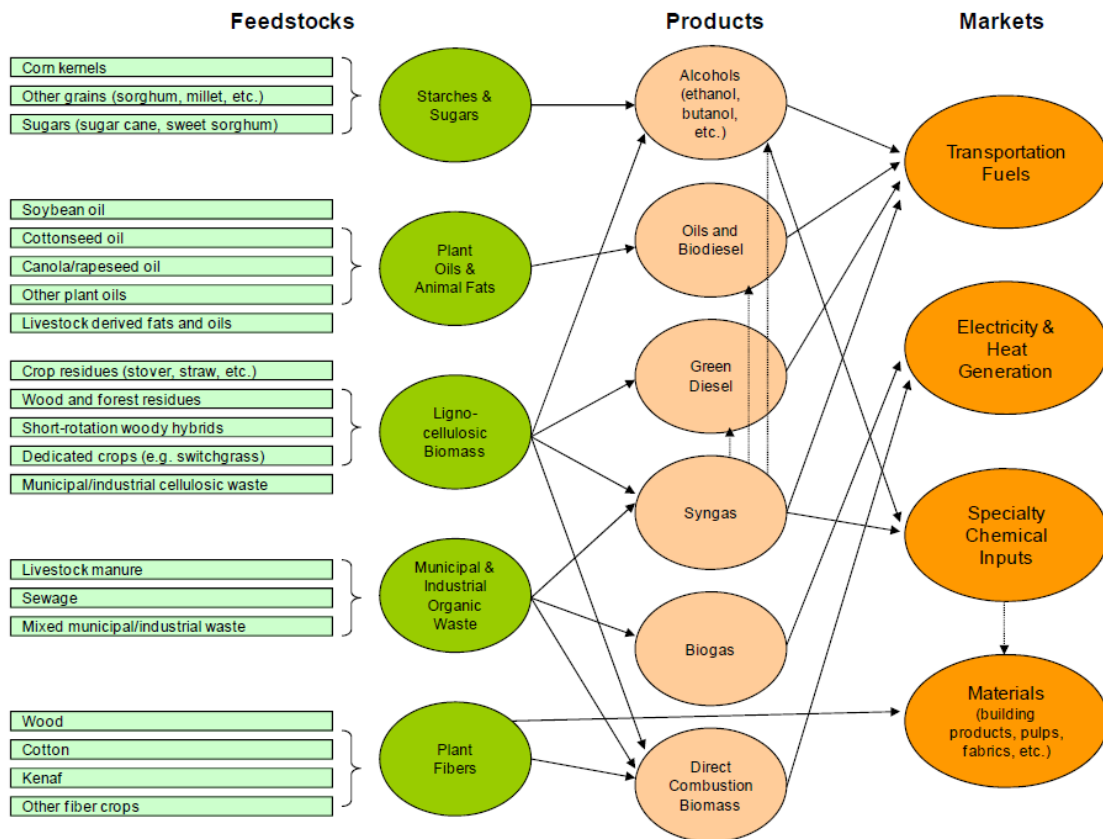 Feedstocks
Products
Markets
Corn kernels
Other grains (sorghum, millet, etc.)
Sugars (sugar cane, sweet sorghum)
Soybean oil
Cottonseed oil
Canola/rapeseed oil
Other plant oils
Livestock derived fats and oils
Crop residues (stover, straw, etc.)
Wood and forest residues
Short-rotation woody hybrids
Dedicated crops (e.g. switchgrass)
Municipal/industrial cellulosic waste
Livestock manure
Sewage
Mixed municipal/industrial waste
Wood
Cotton
Kenaf
Other fiber crops
Starches &
Sugars
Plant
Oils &
Animal Fats
Ligno-
cellulosic
Biomass
Municipal &
Industrial
Organic
Waste
Plant
Fibers
Alcohols
(ethanol,
butanol,
etc.)
Oils and
Biodiesel
Green
Diesel
Syngas
Biogas
Direct
Combustion
Biomass
Transportation
Fuels
Electricity &
Heat
Generation
Specialty
Chemical
Inputs
Materials
(building
products, pulps,
fabrics, etc.)